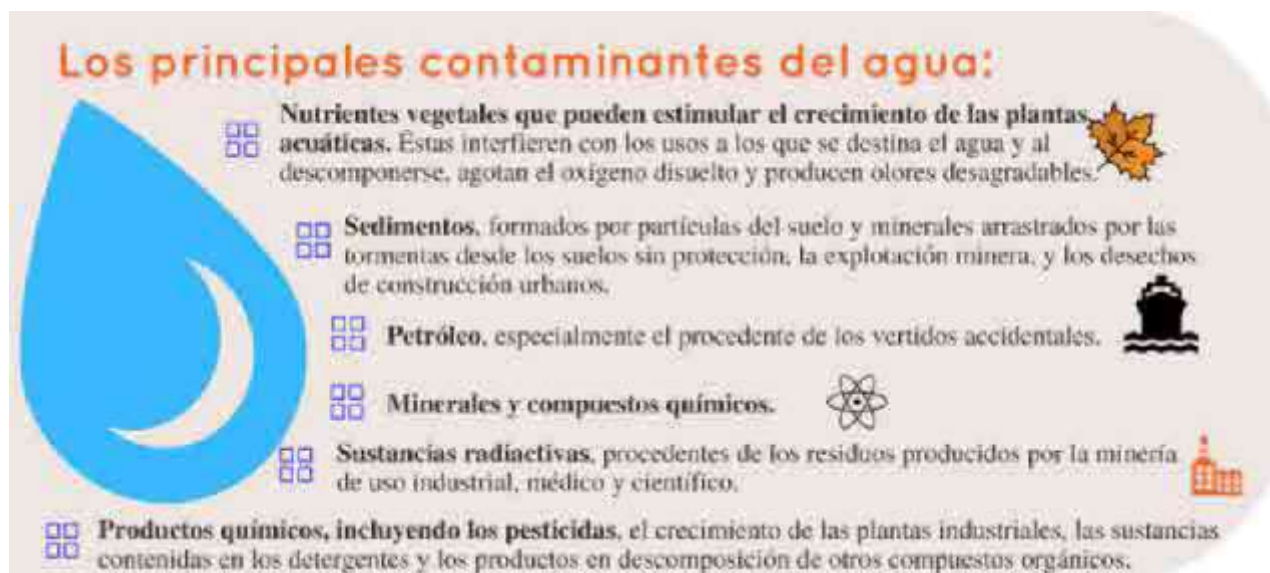 Los principales contaminantes del agua:
Nutrientes vegetales que pueden estimular el crecimiento de las plantas
acuáticas. Éstas interfieren con los usos a los que se destina el agua y al
descomponerse, agotan el oxígeno disuelto y producen olores desagradables.
Sedimentos, formados por partículas del suelo y minerales arrastrados por las
tormentas desde los suelos sin protección, la explotación minera, y los desechos
de construcción urbanos.
Petróleo, especialmente el procedente de los vertidos accidentales.
Minerales y compuestos químicos.
Sustancias radiactivas, procedentes de los residuos producidos por la minería
de uso industrial, médico y científico.
Productos químicos, incluyendo los pesticidas, el crecimiento de las plantas industriales, las sustancias
contenidas en los detergentes y los productos en descomposición de otros compuestos orgánicos.